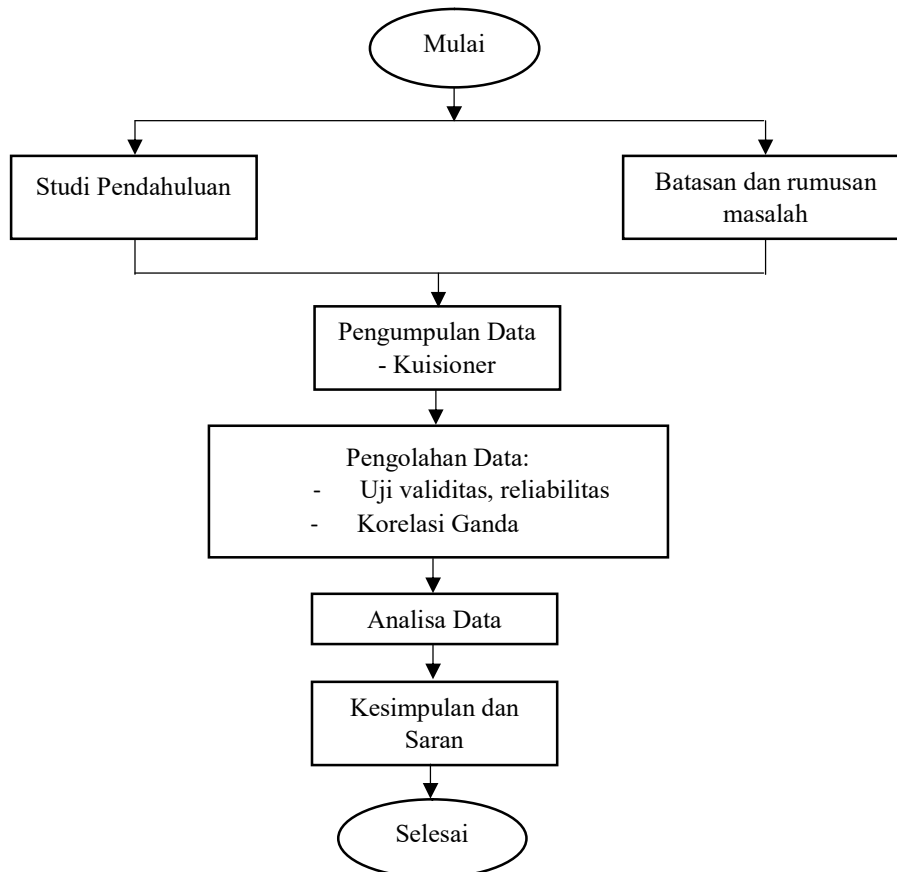 Mulai
Studi Pendahuluan
Batasan dan rumusan
masalah
Pengumpulan Data
- Kuisioner
Pengolahan Data:
- Uji validitas, reliabilitas
- Korelasi Ganda
Analisa Data
Kesimpulan dan
Saran
Selesai